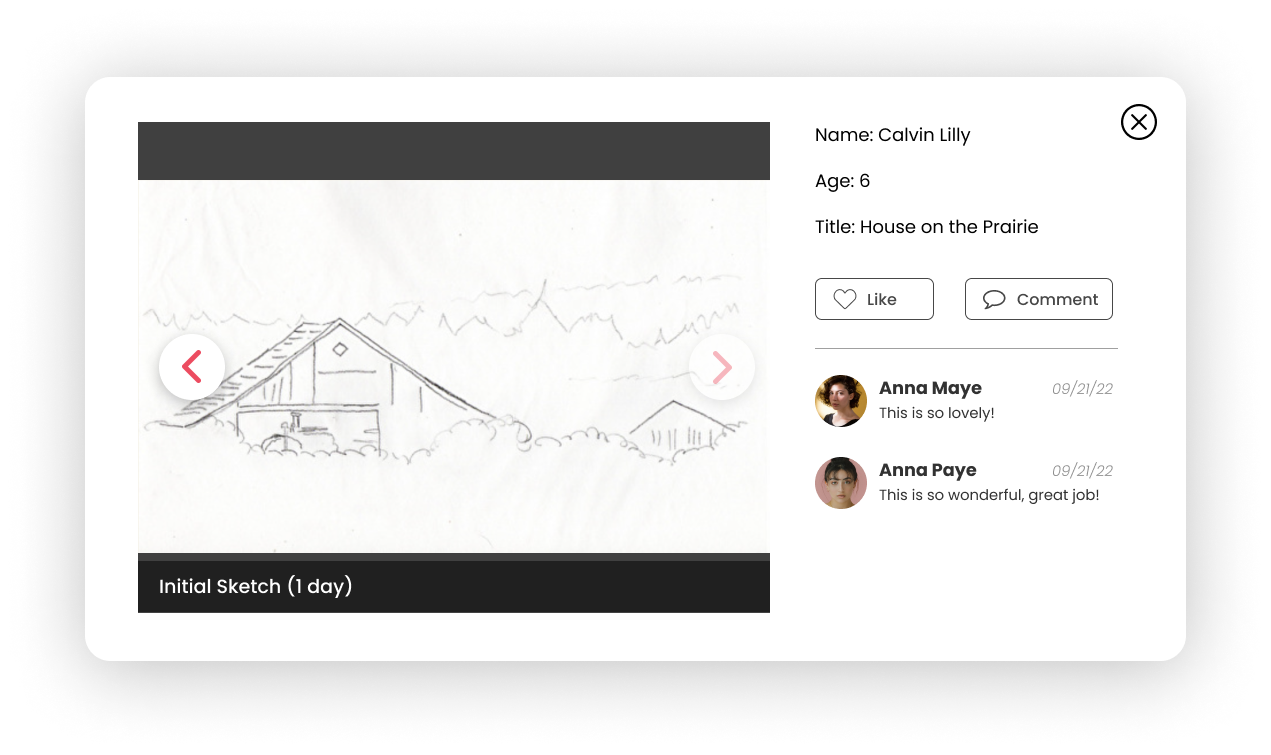 Name: Calvin Lilly
Age: 6
Title: House on the Prairie
Like
Comment
Anna Maye 09/21/22
This is so lovely!
Anna Paye 09/21/22
This is so wonderful, great job!
Initial Sketch (1 day)